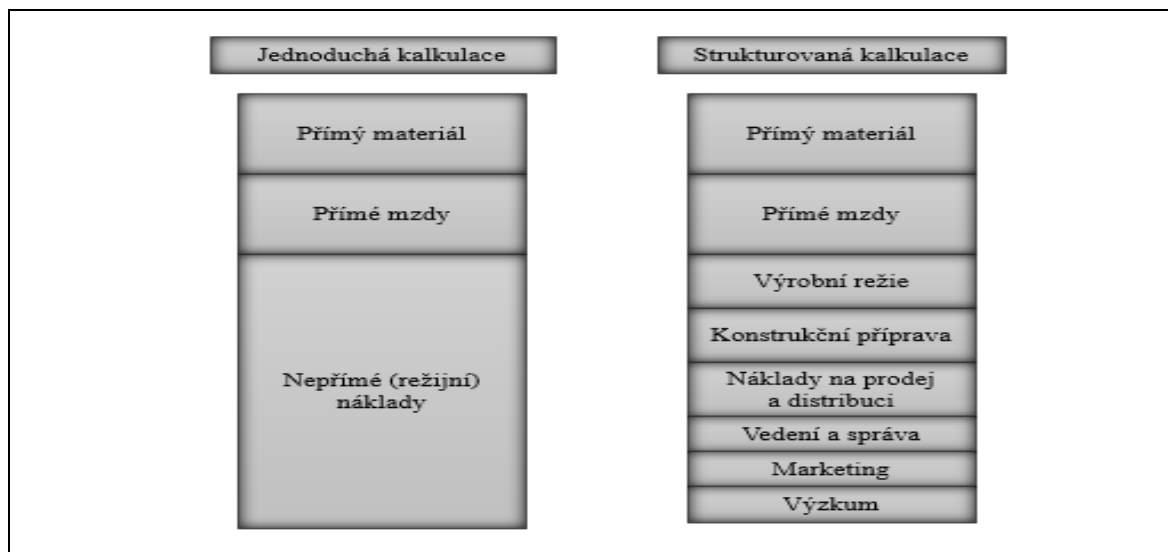 Jednoduchá kalkulace
Přímý materiál
Přímé mzdy
Nepřímé (režijní)
náklady
Strukturovaná kalkulace
Přímý materiál
Přímé mzdy
Výrobní režie
Konstrukční příprava
Náklady na prodej
a distribuci
Vedení a správa
Marketing
Výzkum